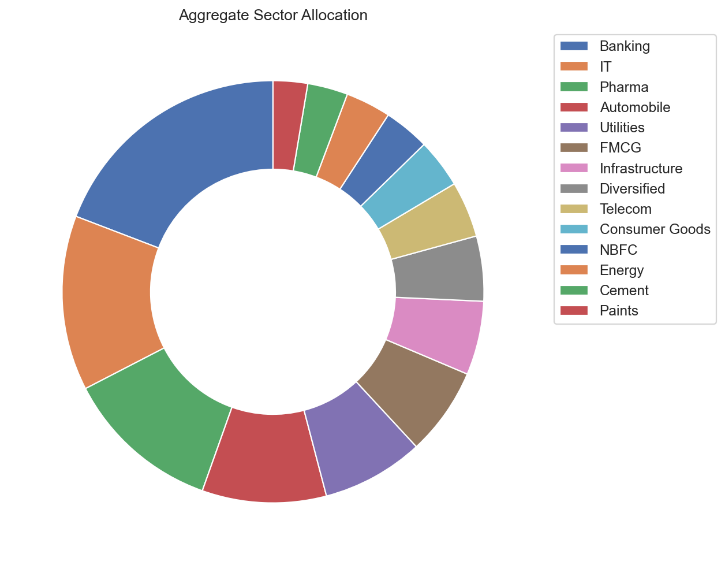 Aggregate Sector Allocation
Banking
IT
Pharma
Automobile
Utilities
FMCG
Infrastructure
Diversified
Telecom
Consumer Goods
NBFC
Energy
Cement
Paints